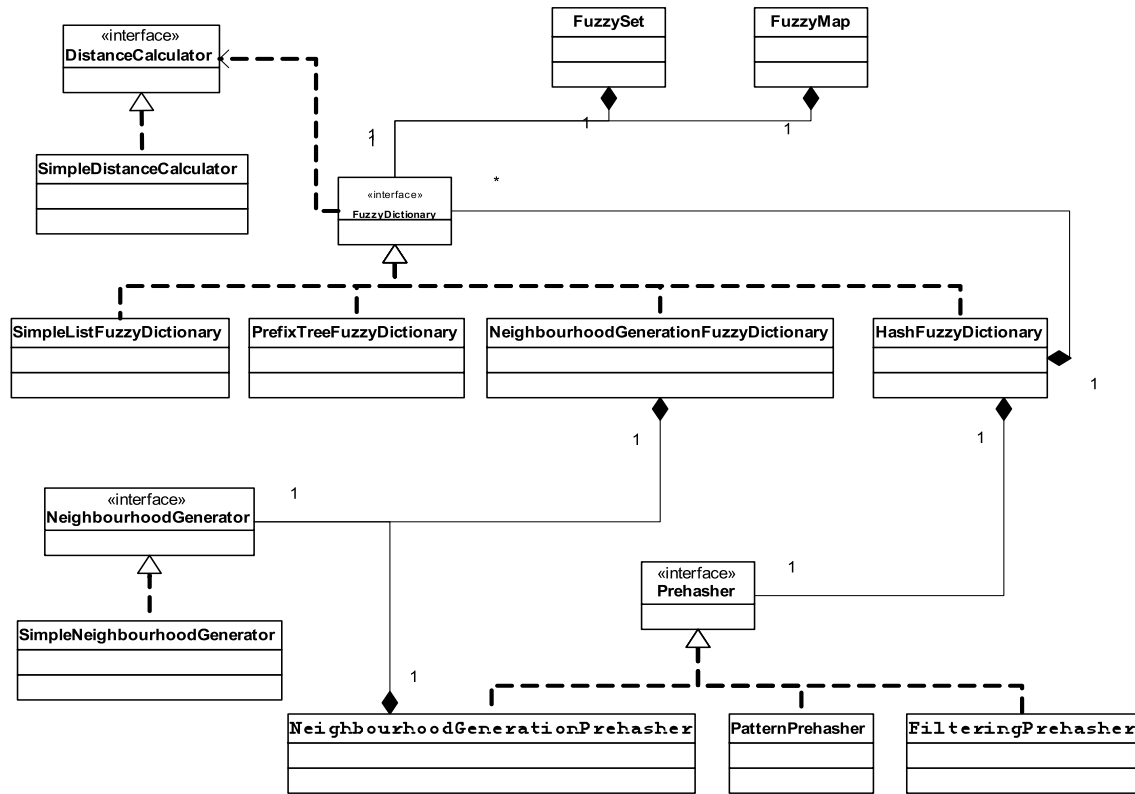 FuzzySet
FuzzyMap
«interface»
DistanceCalculator
1
1
1
1
SimpleDistanceCalculator
*
«interface»
FuzzyDictionary
SimpleListFuzzyDictionary
PrefixTreeFuzzyDictionary
NeighbourhoodGenerationFuzzyDictionary
HashFuzzyDictionary
1
1
1
«interface»
NeighbourhoodGenerator
1
«interface»
Prehasher
1
SimpleNeighbourhoodGenerator
1
NeighbourhoodGenerationPrehasher
PatternPrehasher
FilteringPrehasher